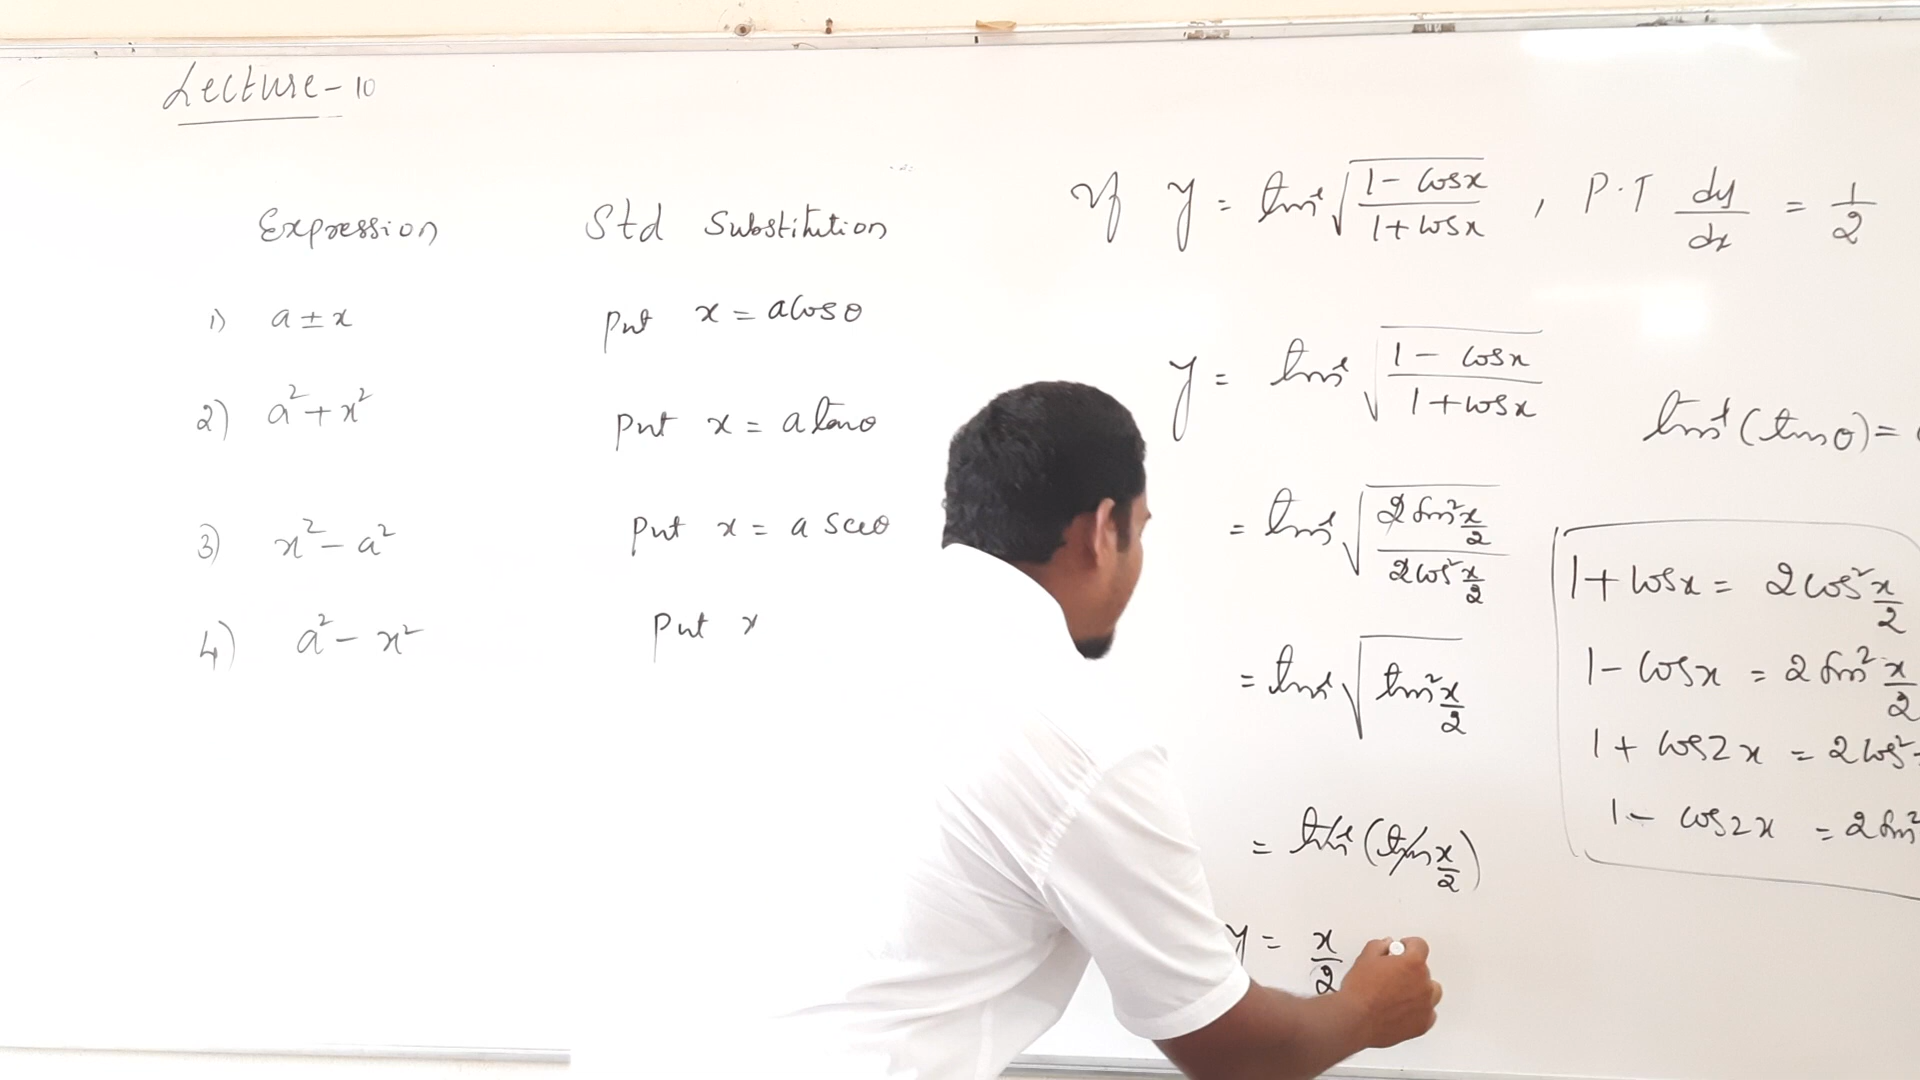 Lecture-10
Expression Std Substitution
1) a ± x Put x = a cos θ
2) a² + x² Put x = a tan θ
3) x² - a² Put x = a sec θ
4) a² - x² Put x
If y = tan⁻¹ √((1 - cos x)/(1 + cos x)), P.T dy/dx = 1/2
y = tan⁻¹ √((1 - cos x)/(1 + cos x))
= tan⁻¹ √((2 sin² x/2)/(2 cos² x/2))
= tan⁻¹ √(tan² x/2)
= tan⁻¹ (tan x/2)
y = x/2
tan⁻¹ (tan θ) =
1 + cos x = 2 cos² x/2
1 - cos x = 2 sin² x/2
1 + cos 2x = 2 cos²
1 - cos 2x = 2 sin²